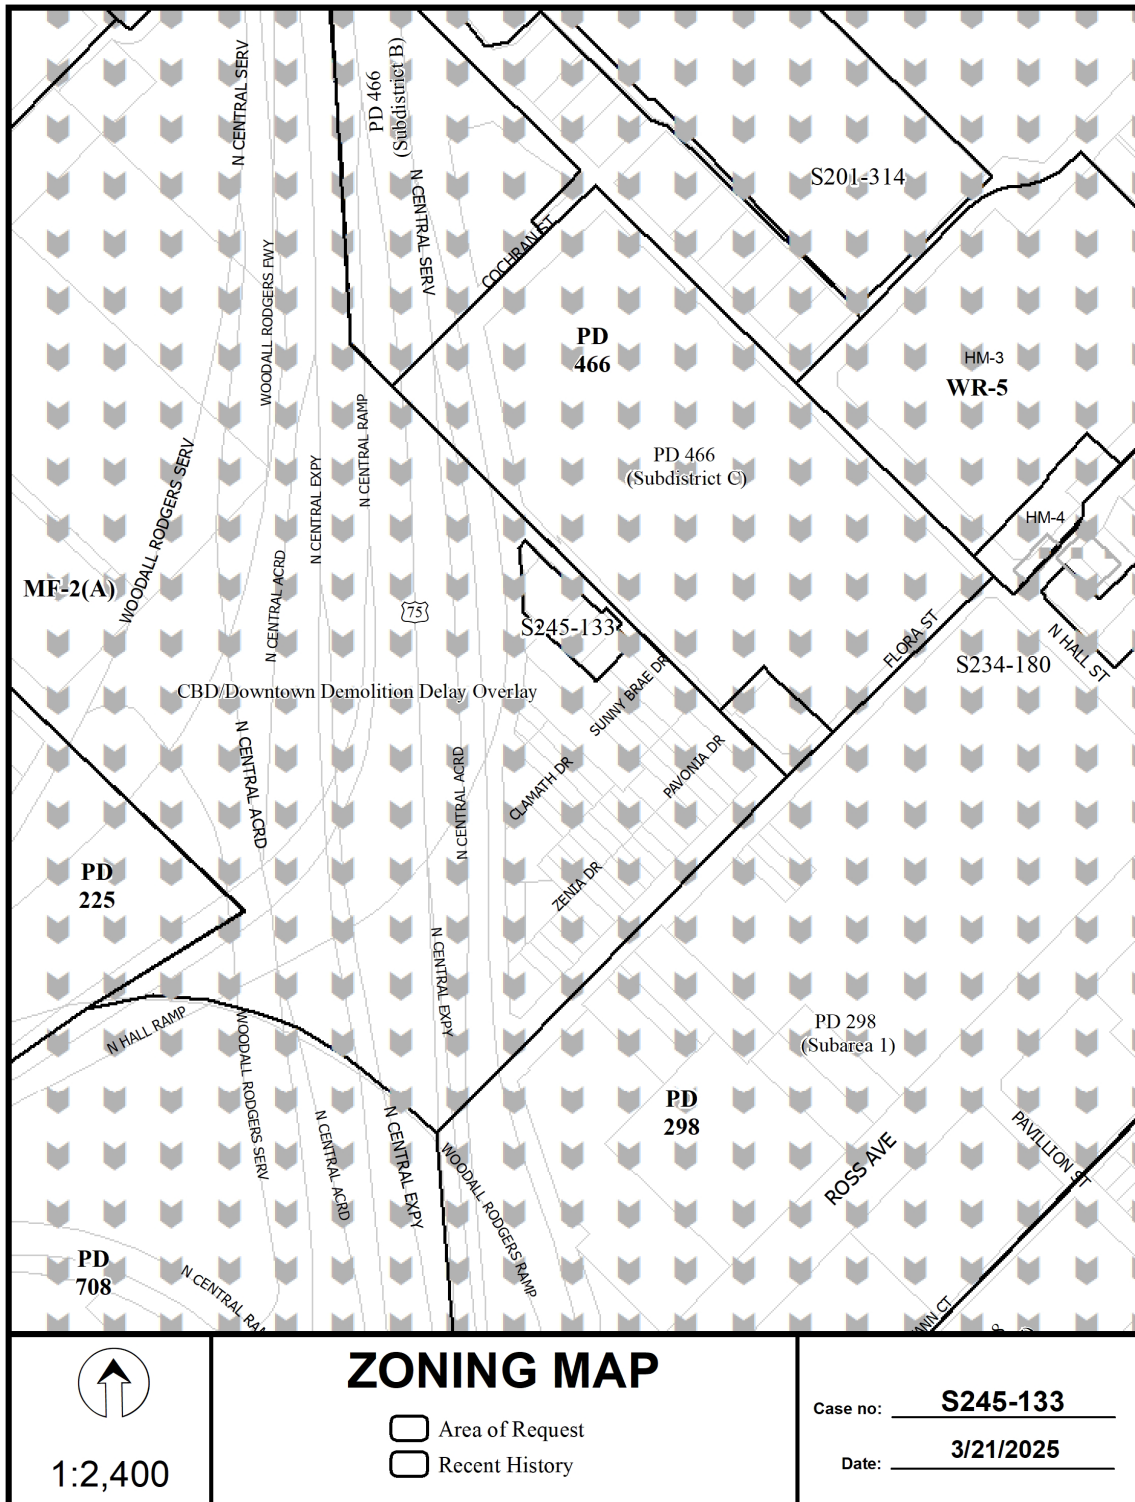 N CENTRAL SERV
PD 466
(Subdistrict B)
N CENTRAL SERV
S201-314
COCHRAN ST
WOODALL RODGERS FWY
PD
466
HM-3
WR-5
N CENTRAL RAMP
PD 466
(Subdistrict C)
WOODALL RODGERS SERV
N CENTRAL EXPY
HM-4
MF-2(A)
N CENTRAL ACRD
75
S245-133
FLORA ST
N HALL ST
S234-180
CBD/Downtown Demolition Delay Overlay
SUNNY BRAE DR
N CENTRAL ACRD
CLAMATH DR
PAVONIA DR
N CENTRAL ACRD
PD
225
ZENIA DR
N CENTRAL EXPY
N HALL RAMP
WOODALL RODGERS SERV
PD 298
(Subarea 1)
PD
298
N CENTRAL ACRD
N CENTRAL EXPY
WOODALL RODGERS RAMP
ROSS AVE
PAVILLION ST
PD
708
N CENTRAL RAM
ANN CT
ZONING MAP
Area of Request
Recent History
1:2,400
Case no: S245-133
Date: 3/21/2025